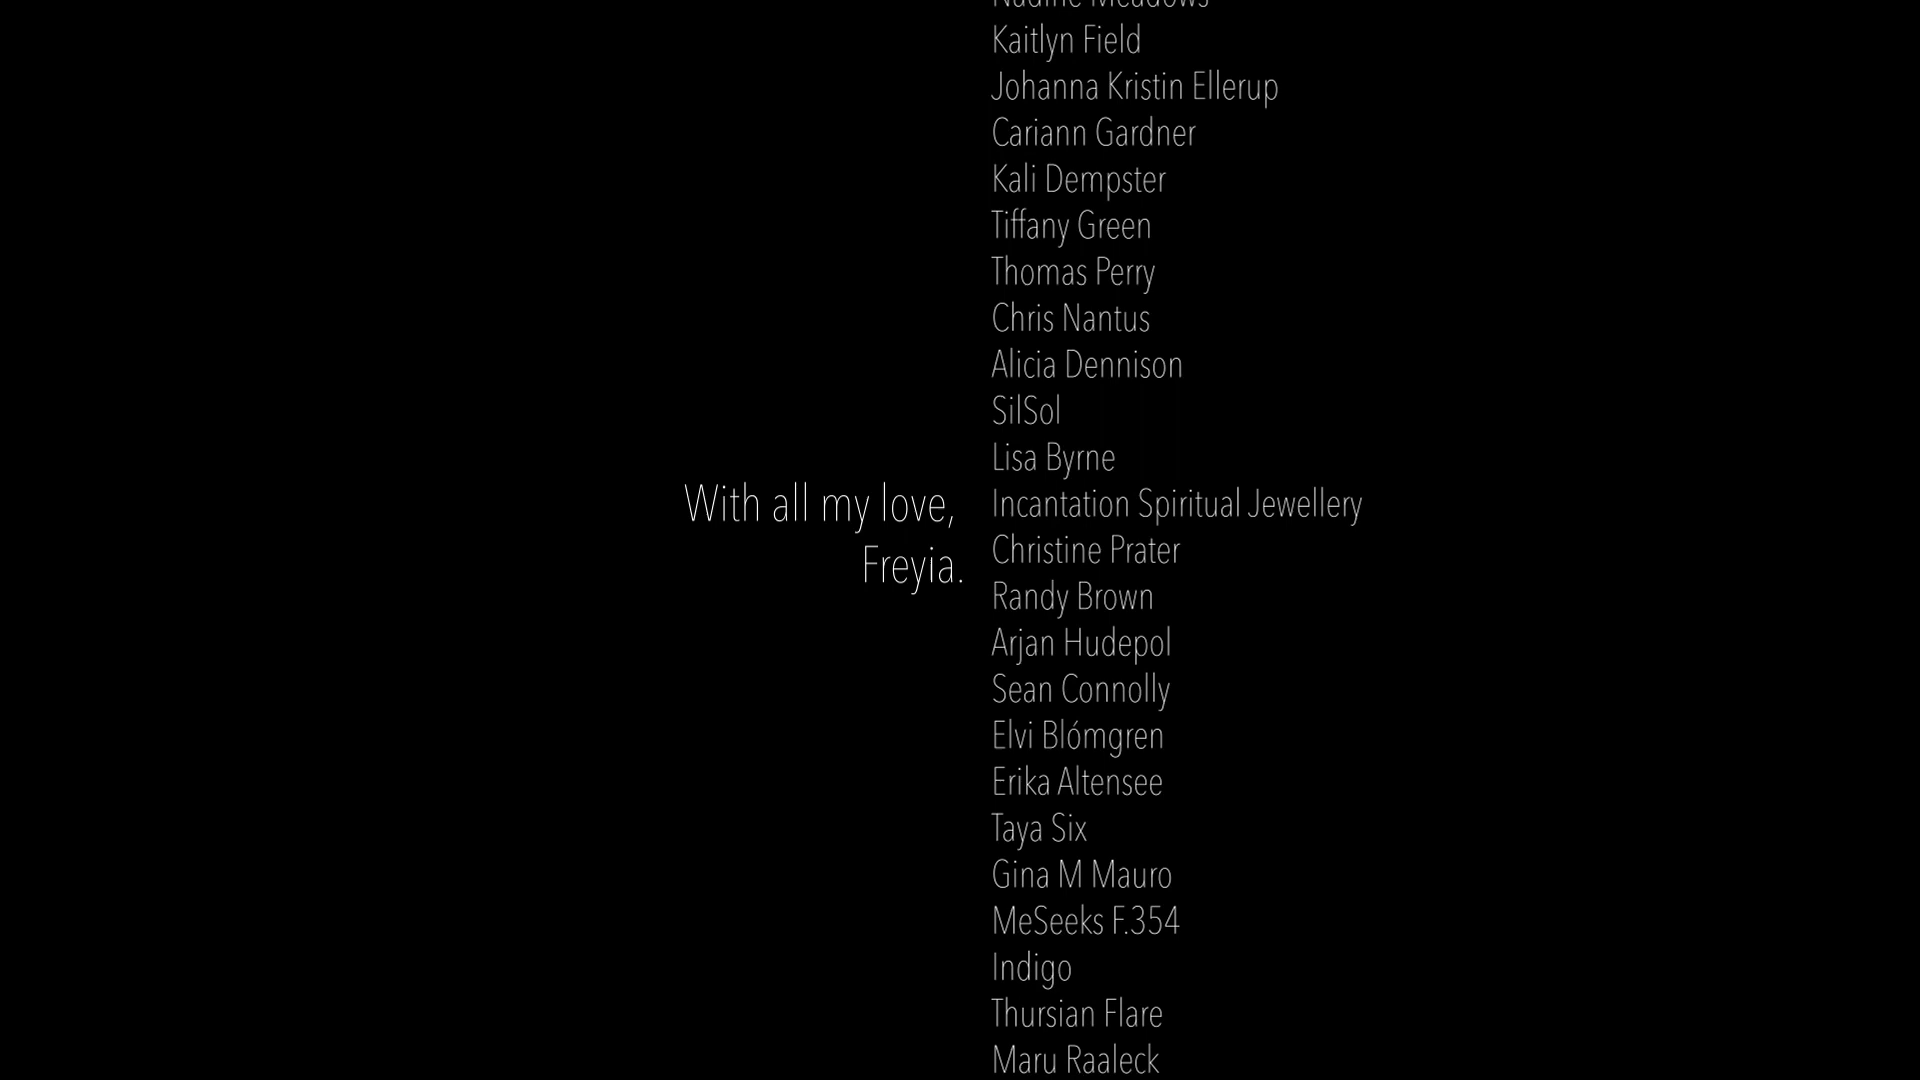 Nadine Meadows
Kaitlyn Field
Johanna Kristin Ellerup
Cariann Gardner
Kali Dempster
Tiffany Green
Thomas Perry
Chris Nantus
Alicia Dennison
SilSol
Lisa Byrne
With all my love,
Freyia.
Incantation Spiritual Jewellery
Christine Prater
Randy Brown
Arjan Hudepol
Sean Connolly
Elvi Blómgren
Erika Altensee
Taya Six
Gina M Mauro
MeSeeks F.354
Indigo
Thursian Flare
Maru Raaleck